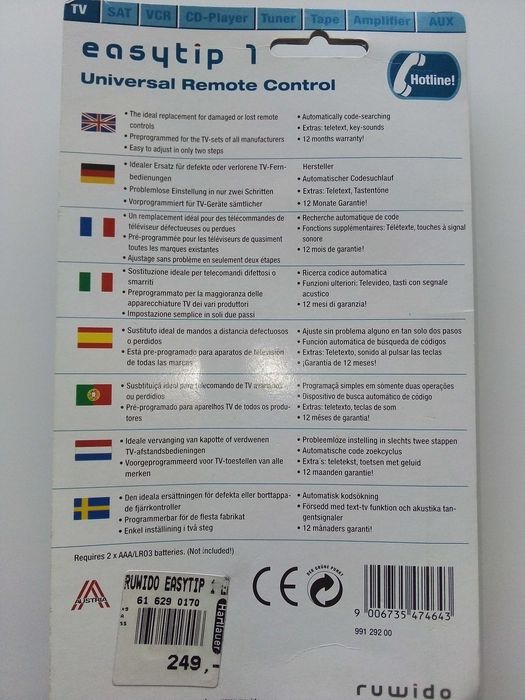 TV SAT VCR CD-Player Tuner Tape Amplifier AUX
easytip 1
Universal Remote Control
Hotline!
• The ideal replacement for damaged or lost remote
controls
• Preprogrammed for the TV-sets of all manufacturers
• Easy to adjust in only two steps
• Automatically code-searching
• Extras: teletext, key-sounds
• 12 months warranty!
• Idealer Ersatz für defekte oder verlorene TV-Fern-
bedienungen
• Problemlose Einstellung in nur zwei Schritten
• Vorprogrammiert für TV-Geräte sämtlicher
Hersteller
• Automatischer Codesuchlauf
• Extras: Teletext, Tastentöne
• 12 Monate Garantie!
• Un remplacement idéal pour des télécommandes de
téléviseur défectueuses ou perdues
• Pré-programmée pour les téléviseurs de quasiment
toutes les marques existantes
• Ajustage sans problème en seulement deux étapes
• Recherche automatique de code
• Fonctions supplémentaires: Télétexte, touches à signal
sonore
• 12 mois de garantie!
• Sostituzione ideale per telecomandi difettosi o
smarriti
• Preprogrammato per la maggioranza delle
apparecchiature TV dei vari produttori
• Impostazione semplice in soli due passi
• Ricerca codice automatica
• Funzioni ulteriori: Televideo, tasti con segnale
acustico
• 12 mesi di garanzia!
• Sustituto ideal de mandos a distancia defectuosos
o perdidos
• Está pre-programado para aparatos de televisión
de todas las marcas
• Ajuste sin problema alguno en tan solo dos pasos
• Función automática de búsqueda de códigos
• Extras: Teletexto, sonido al pulsar las teclas
• ¡Garantía de 12 meses!
• Susbtituiçã ideal para telecomando de TV avariados
ou perdidios
• Pré-programado para aparelhos TV de todos os produ-
tores
• Programaçã simples em sómente duas operações
• Dispositivo de busca automático de código
• Extras: teletexto, teclas de som
• 12 mêses de garantia!
• Ideale vervanging van kapotte of verdwenen
TV-afstandsbedieningen
• Voorgeprogrammeerd voor TV-toestellen van alle
merken
• Probleemloze instelling in slechts twee stappen
• Automatische code zoekcyclus
• Extra´s: teletekst, toetsen met geluid
• 12 maanden garantie!
• Den ideala ersättningen för defekta eller borttappa-
de fjärrkontroller
• Programmerbar för de flesta fabrikat
• Enkel inställning i två steg
• Automatisk kodsökning
• Försedd med text-tv funktion och akustika tan-
gentsignaler
• 12 månaders garanti!
Requires 2 x AAA/LR03 batteries. (Not included!)
AUSTRIA
RUWIDO EASYTIP 1
61 629 0170
Hartlauer
249,-
CE
DER GRÜNE PUNKT
9 006735 474643
991 292 00
ruwido